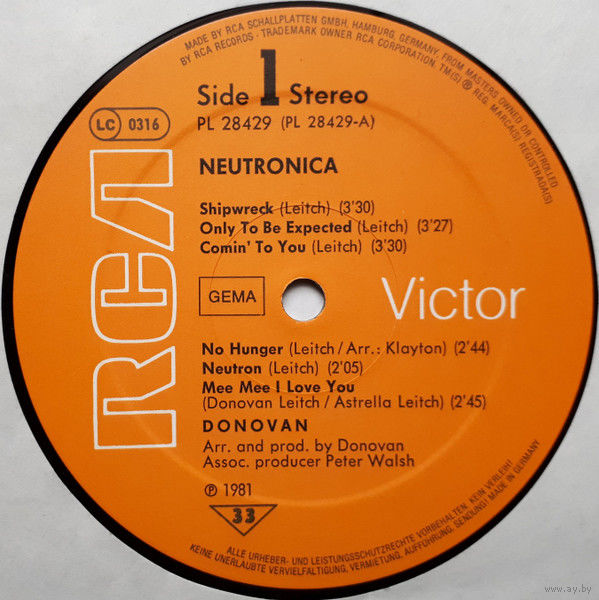 MADE BY RCA SCHALLPLATTEN GMBH, HAMBURG, GERMANY, FROM MASTERS OWNED OR CONTROLLED
BY RCA RECORDS · TRADEMARK OWNER RCA CORPORATION. TM(S) ® REG. MARCA(S) REGISTRADA(S)
Side 1 Stereo
PL 28429 (PL 28429-A)
LC 0316
NEUTRONICA
Shipwreck (Leitch) (3'30)
Only To Be Expected (Leitch) (3'27)
Comin' To You (Leitch) (3'30)
RCA
GEMA
Victor
No Hunger (Leitch / Arr.: Klayton) (2'44)
Neutron (Leitch) (2'05)
Mee Mee I Love You
(Donovan Leitch / Astrella Leitch) (2'45)
DONOVAN
Arr. and prod. by Donovan
Assoc. producer Peter Walsh
℗ 1981
33
ALLE URHEBER- UND LEISTUNGSSCHUTZRECHTE VORBEHALTEN. KEIN VERLEIH!
KEINE UNERLAUBTE VERVIELFÄLTIGUNG, VERMIETUNG, AUFFÜHRUNG, SENDUNG! MADE IN GERMANY
www.ay.by